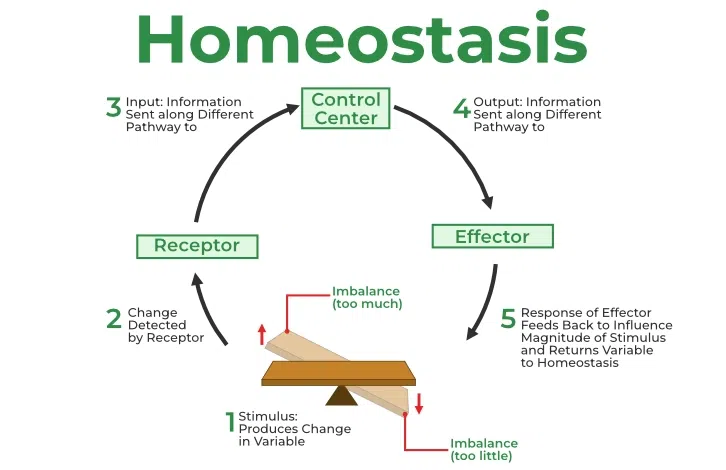 Homeostasis
3 Input: Information
Sent along Different
Pathway to
Control
Center
4 Output: Information
Sent along Different
Pathway to
Receptor
Effector
2 Change
Detected
by Receptor
Imbalance
(too much)
5 Response of Effector
Feeds Back to Influence
Magnitude of Stimulus
and Returns Variable
to Homeostasis
1 Stimulus:
Produces Change
in Variable
Imbalance
(too little)